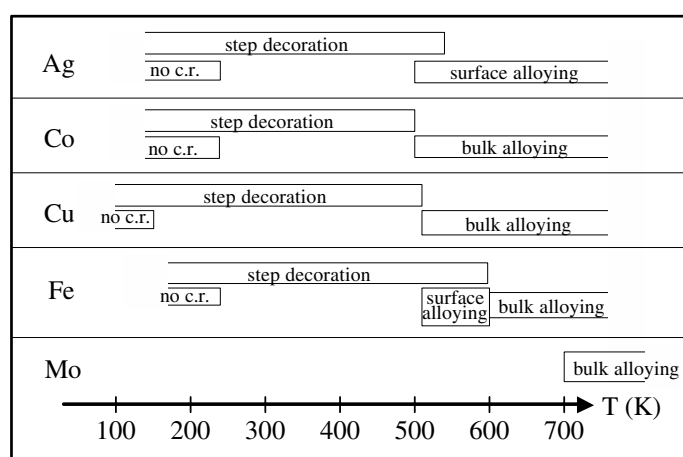 step decoration
Ag
no c.r.
surface alloying
step decoration
Co
no c.r.
bulk alloying
step decoration
Cu
no c.r.
bulk alloying
step decoration
Fe
no c.r.
surface
alloying
bulk alloying
Mo
bulk alloying
T (K)
100 200 300 400 500 600 700